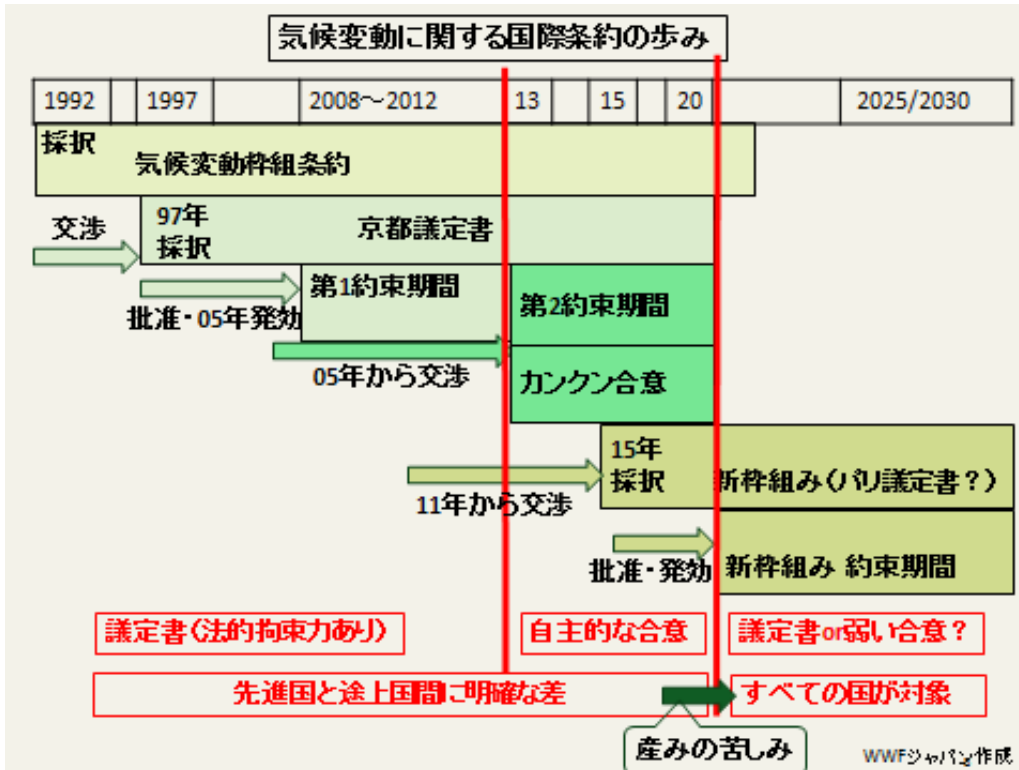 気候変動に関する国際条約の歩み
1992 1997 2008～2012 13 15 20 2025/2030
採択
気候変動枠組条約
交渉
97年
採択
京都議定書
批准・05年発効
第1約束期間
第2約束期間
05年から交渉
カンクン合意
11年から交渉
15年
採択
新枠組み(パリ議定書？)
批准・発効
新枠組み 約束期間
議定書(法的拘束力あり)
自主的な合意
議定書or弱い合意？
先進国と途上国間に明確な差
すべての国が対象
産みの苦しみ
WWFジャパン作成